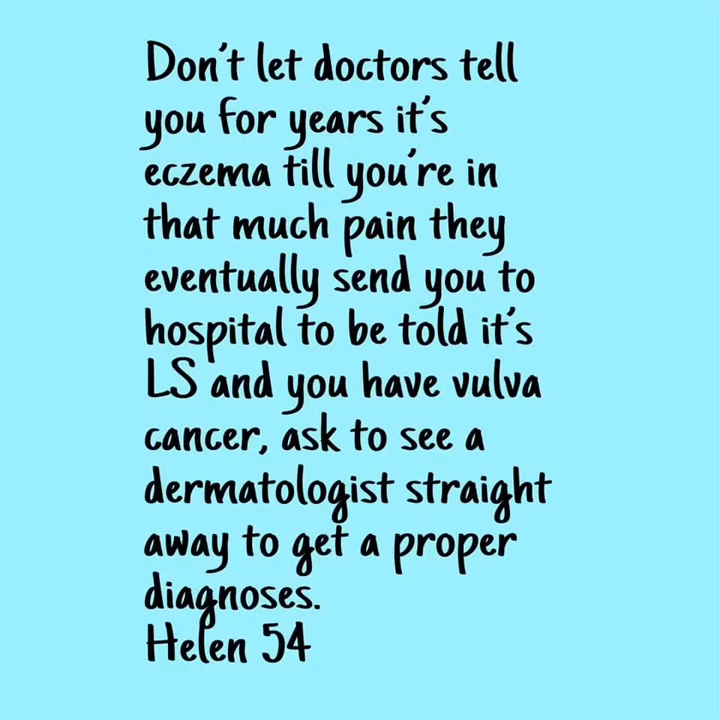 Don't let doctors tell
you for years it's
eczema till you're in
that much pain they
eventually send you to
hospital to be told it's
LS and you have vulva
cancer, ask to see a
dermatologist straight
away to get a proper
diagnoses.
Helen 54